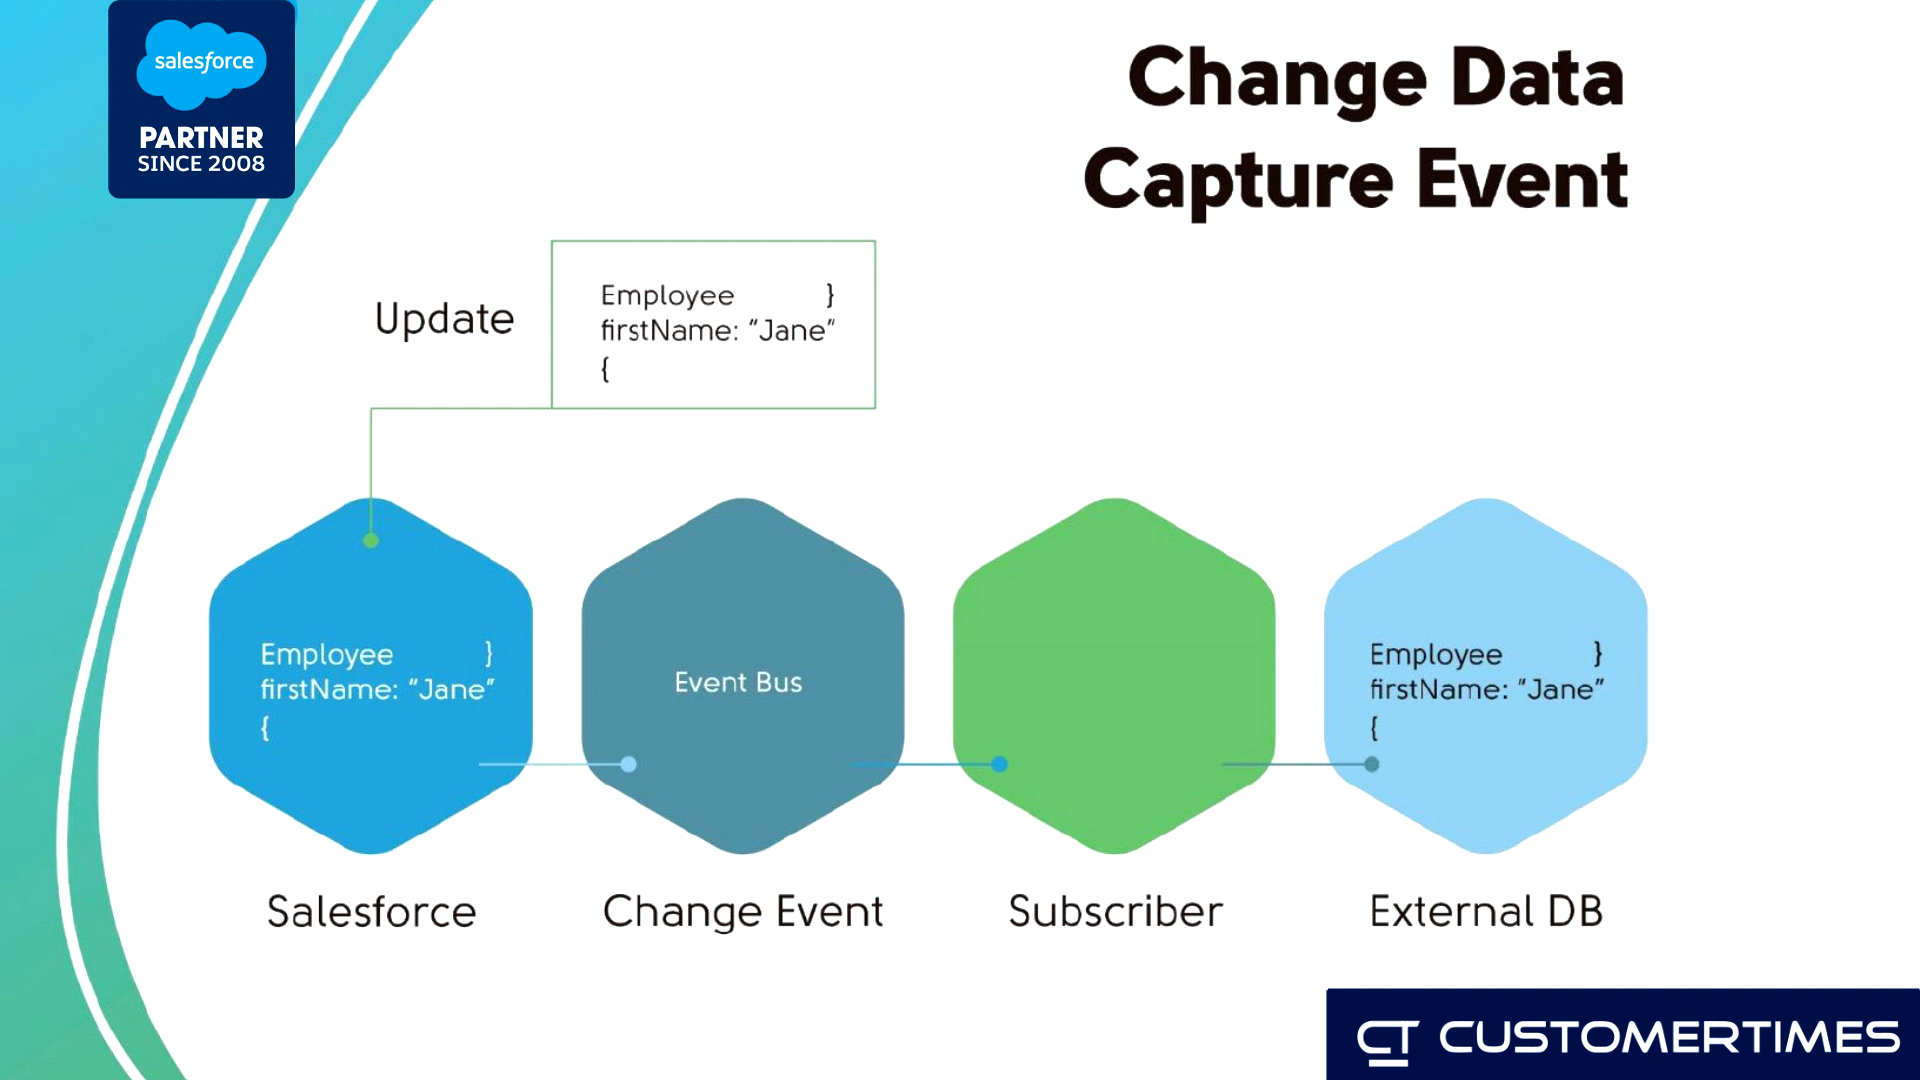 salesforce
PARTNER
SINCE 2008
Change Data
Capture Event
Update
Employee }
firstName: “Jane”
{
Employee }
firstName: “Jane”
{
Event Bus
Employee }
firstName: “Jane”
{
Salesforce
Change Event
Subscriber
External DB
CT CUSTOMERTIMES